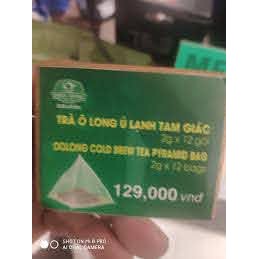 TRÀ Ô LONG Ủ LẠNH TAM GIÁC
2g x 12 gói
OOLONG COLD BREW TEA PYRAMID BAG
2g x 12 bags
129,000 vnđ
SHOT ON MI 8 PRO
AI DUAL CAMERA